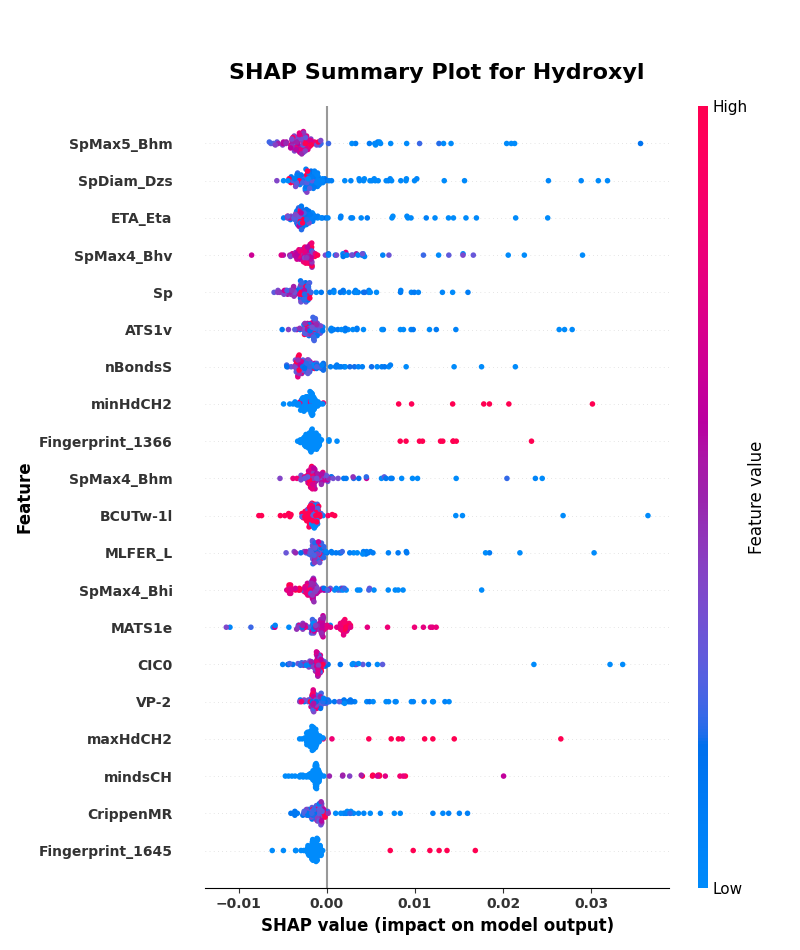 SHAP Summary Plot for Hydroxyl
High
SpMax5_Bhm
SpDiam_Dzs
ETA_Eta
SpMax4_Bhv
Sp
ATS1v
nBondsS
minHdCH2
Fingerprint_1366
SpMax4_Bhm
BCUTw-1l
MLFER_L
SpMax4_Bhi
MATS1e
CIC0
VP-2
maxHdCH2
mindsCH
CrippenMR
Fingerprint_1645
Feature
Feature value
Low
−0.01 0.00 0.01 0.02 0.03
SHAP value (impact on model output)